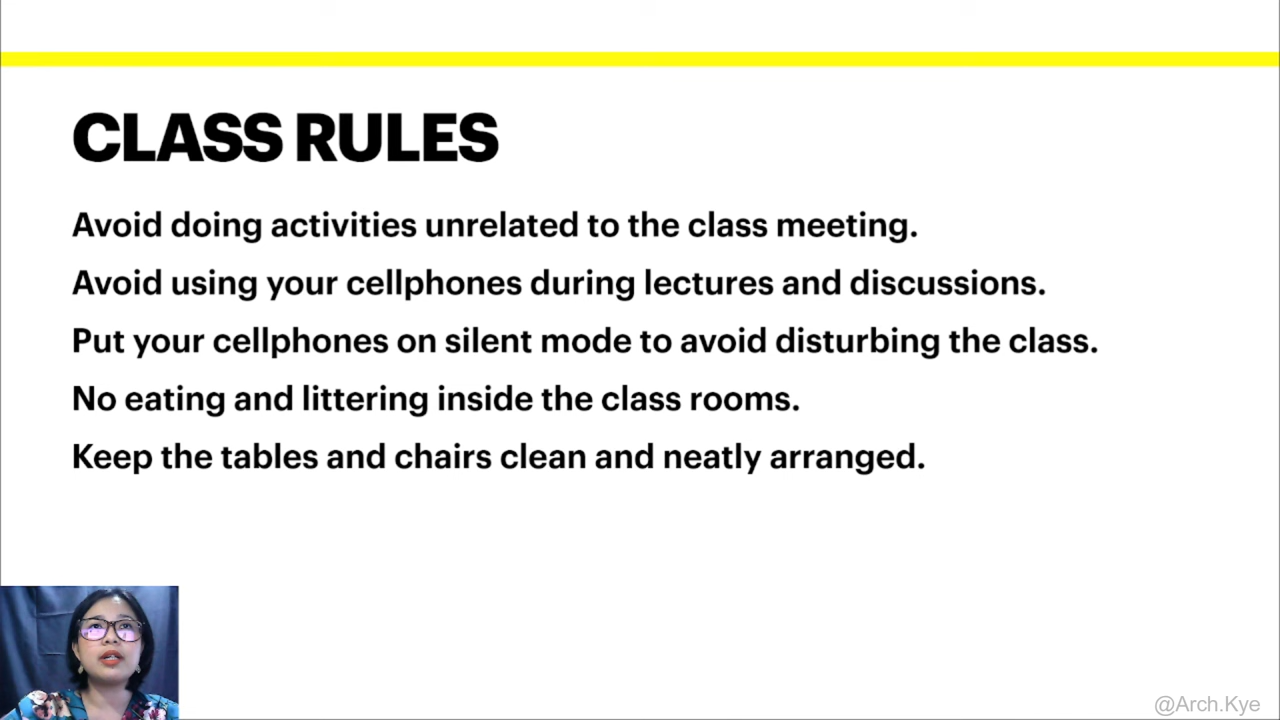 CLASS RULES
Avoid doing activities unrelated to the class meeting.
Avoid using your cellphones during lectures and discussions.
Put your cellphones on silent mode to avoid disturbing the class.
No eating and littering inside the class rooms.
Keep the tables and chairs clean and neatly arranged.
@Arch.Kye